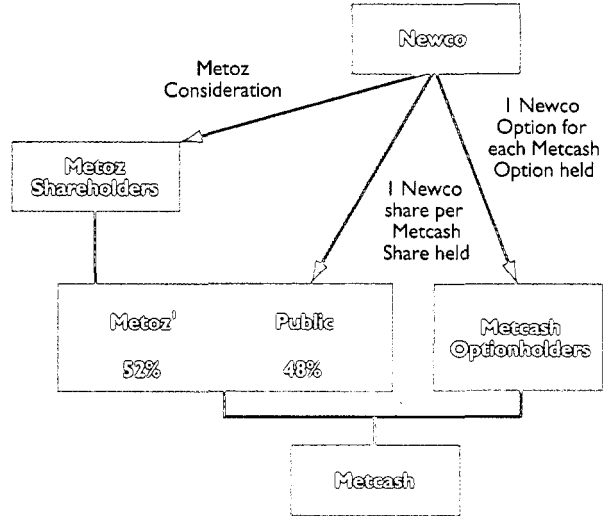 Newco
Metoz
Consideration
1 Newco
Option for
each Metcash
Option held
Metoz
Shareholders
1 Newco
share per
Metcash
Share held
Metoz¹
Public
Metcash
Optionholders
52%
48%
Metcash